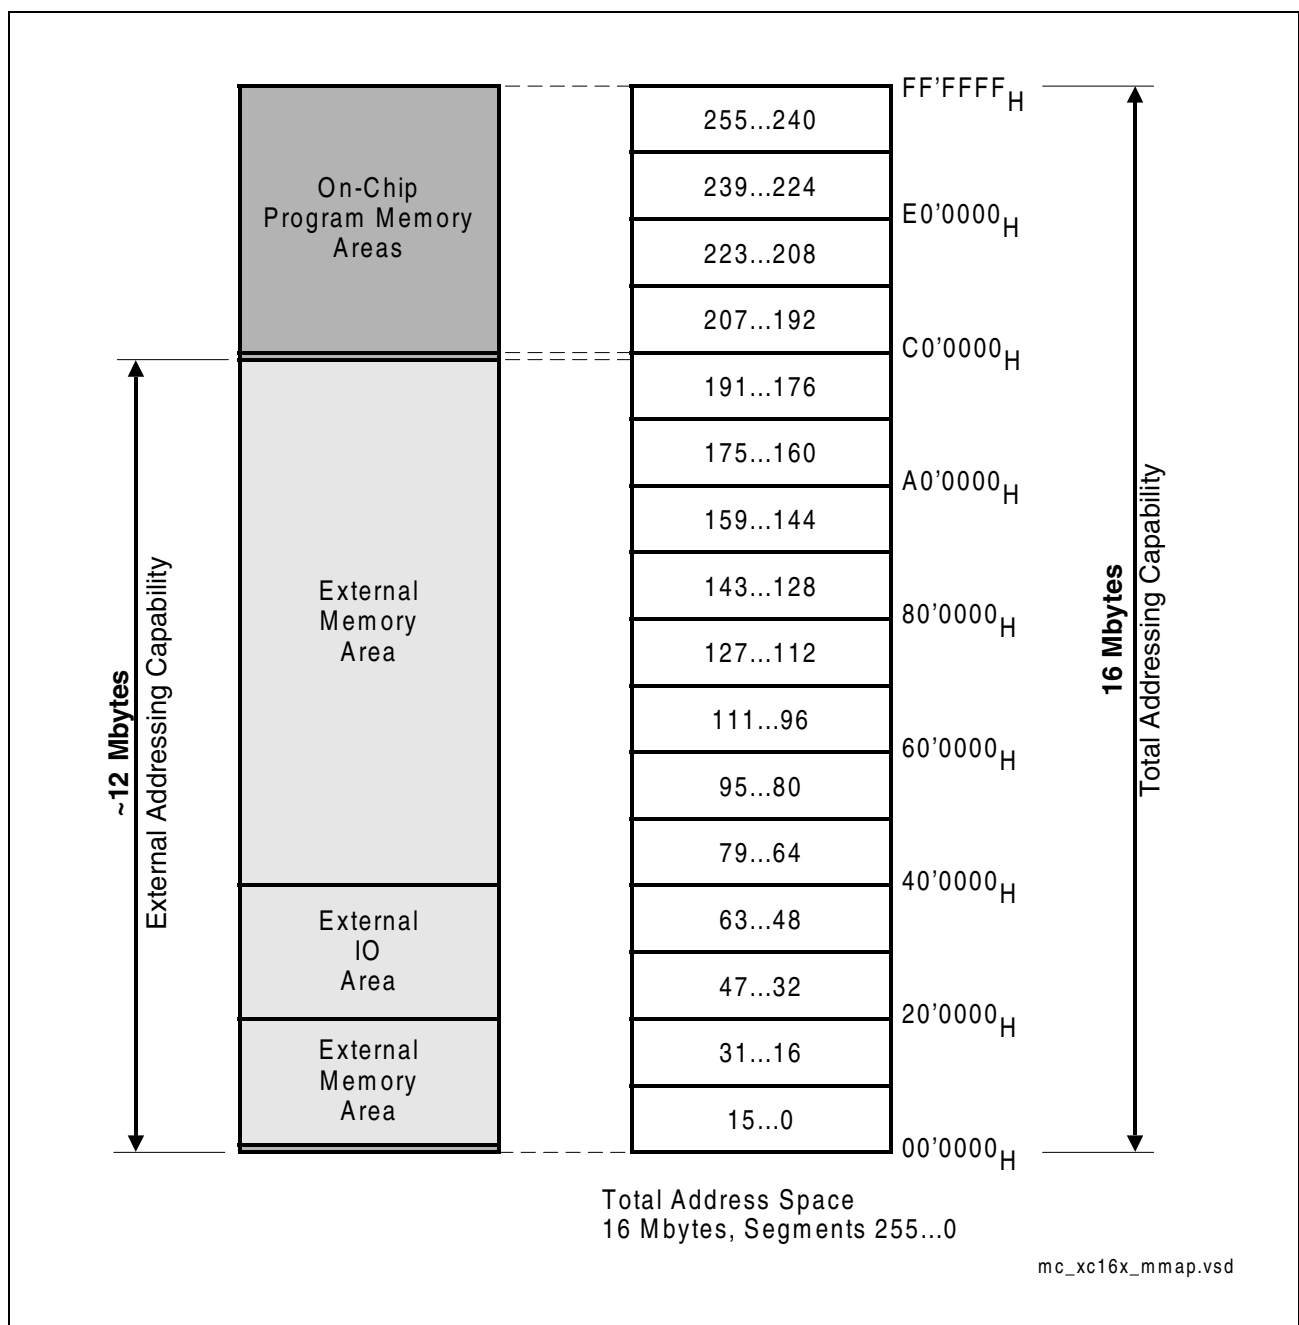 On-Chip
Program Memory
Areas
External
Memory
Area
External
IO
Area
External
Memory
Area
~12 Mbytes
External Addressing Capability
255...240
239...224
223...208
207...192
191...176
175...160
159...144
143...128
127...112
111...96
95...80
79...64
63...48
47...32
31...16
15...0
FF'FFFFH
E0'0000H
C0'0000H
A0'0000H
80'0000H
60'0000H
40'0000H
20'0000H
00'0000H
16 Mbytes
Total Addressing Capability
Total Address Space
16 Mbytes, Segments 255...0
mc_xc16x_mmap.vsd